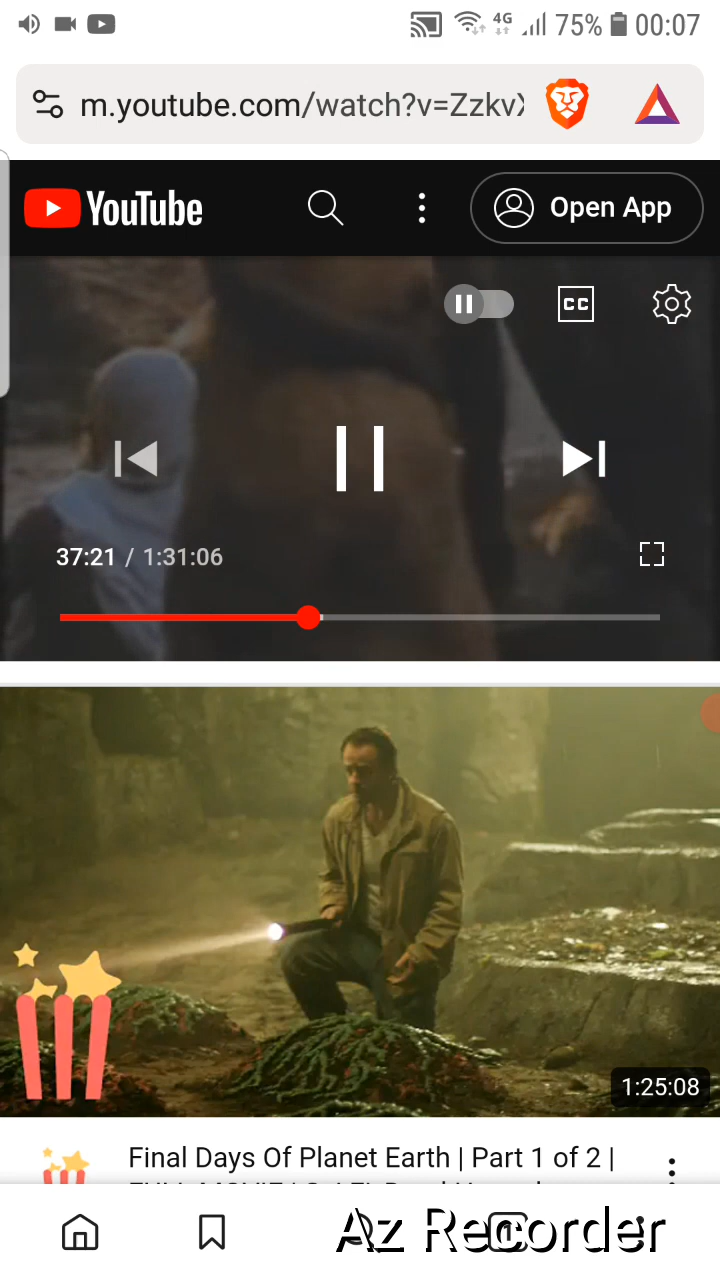 4G 75% 00:07
m.youtube.com/watch?v=Zzkv
YouTube
Open App
CC
37:21 / 1:31:06
1:25:08
Final Days Of Planet Earth | Part 1 of 2 |
Az Recorder